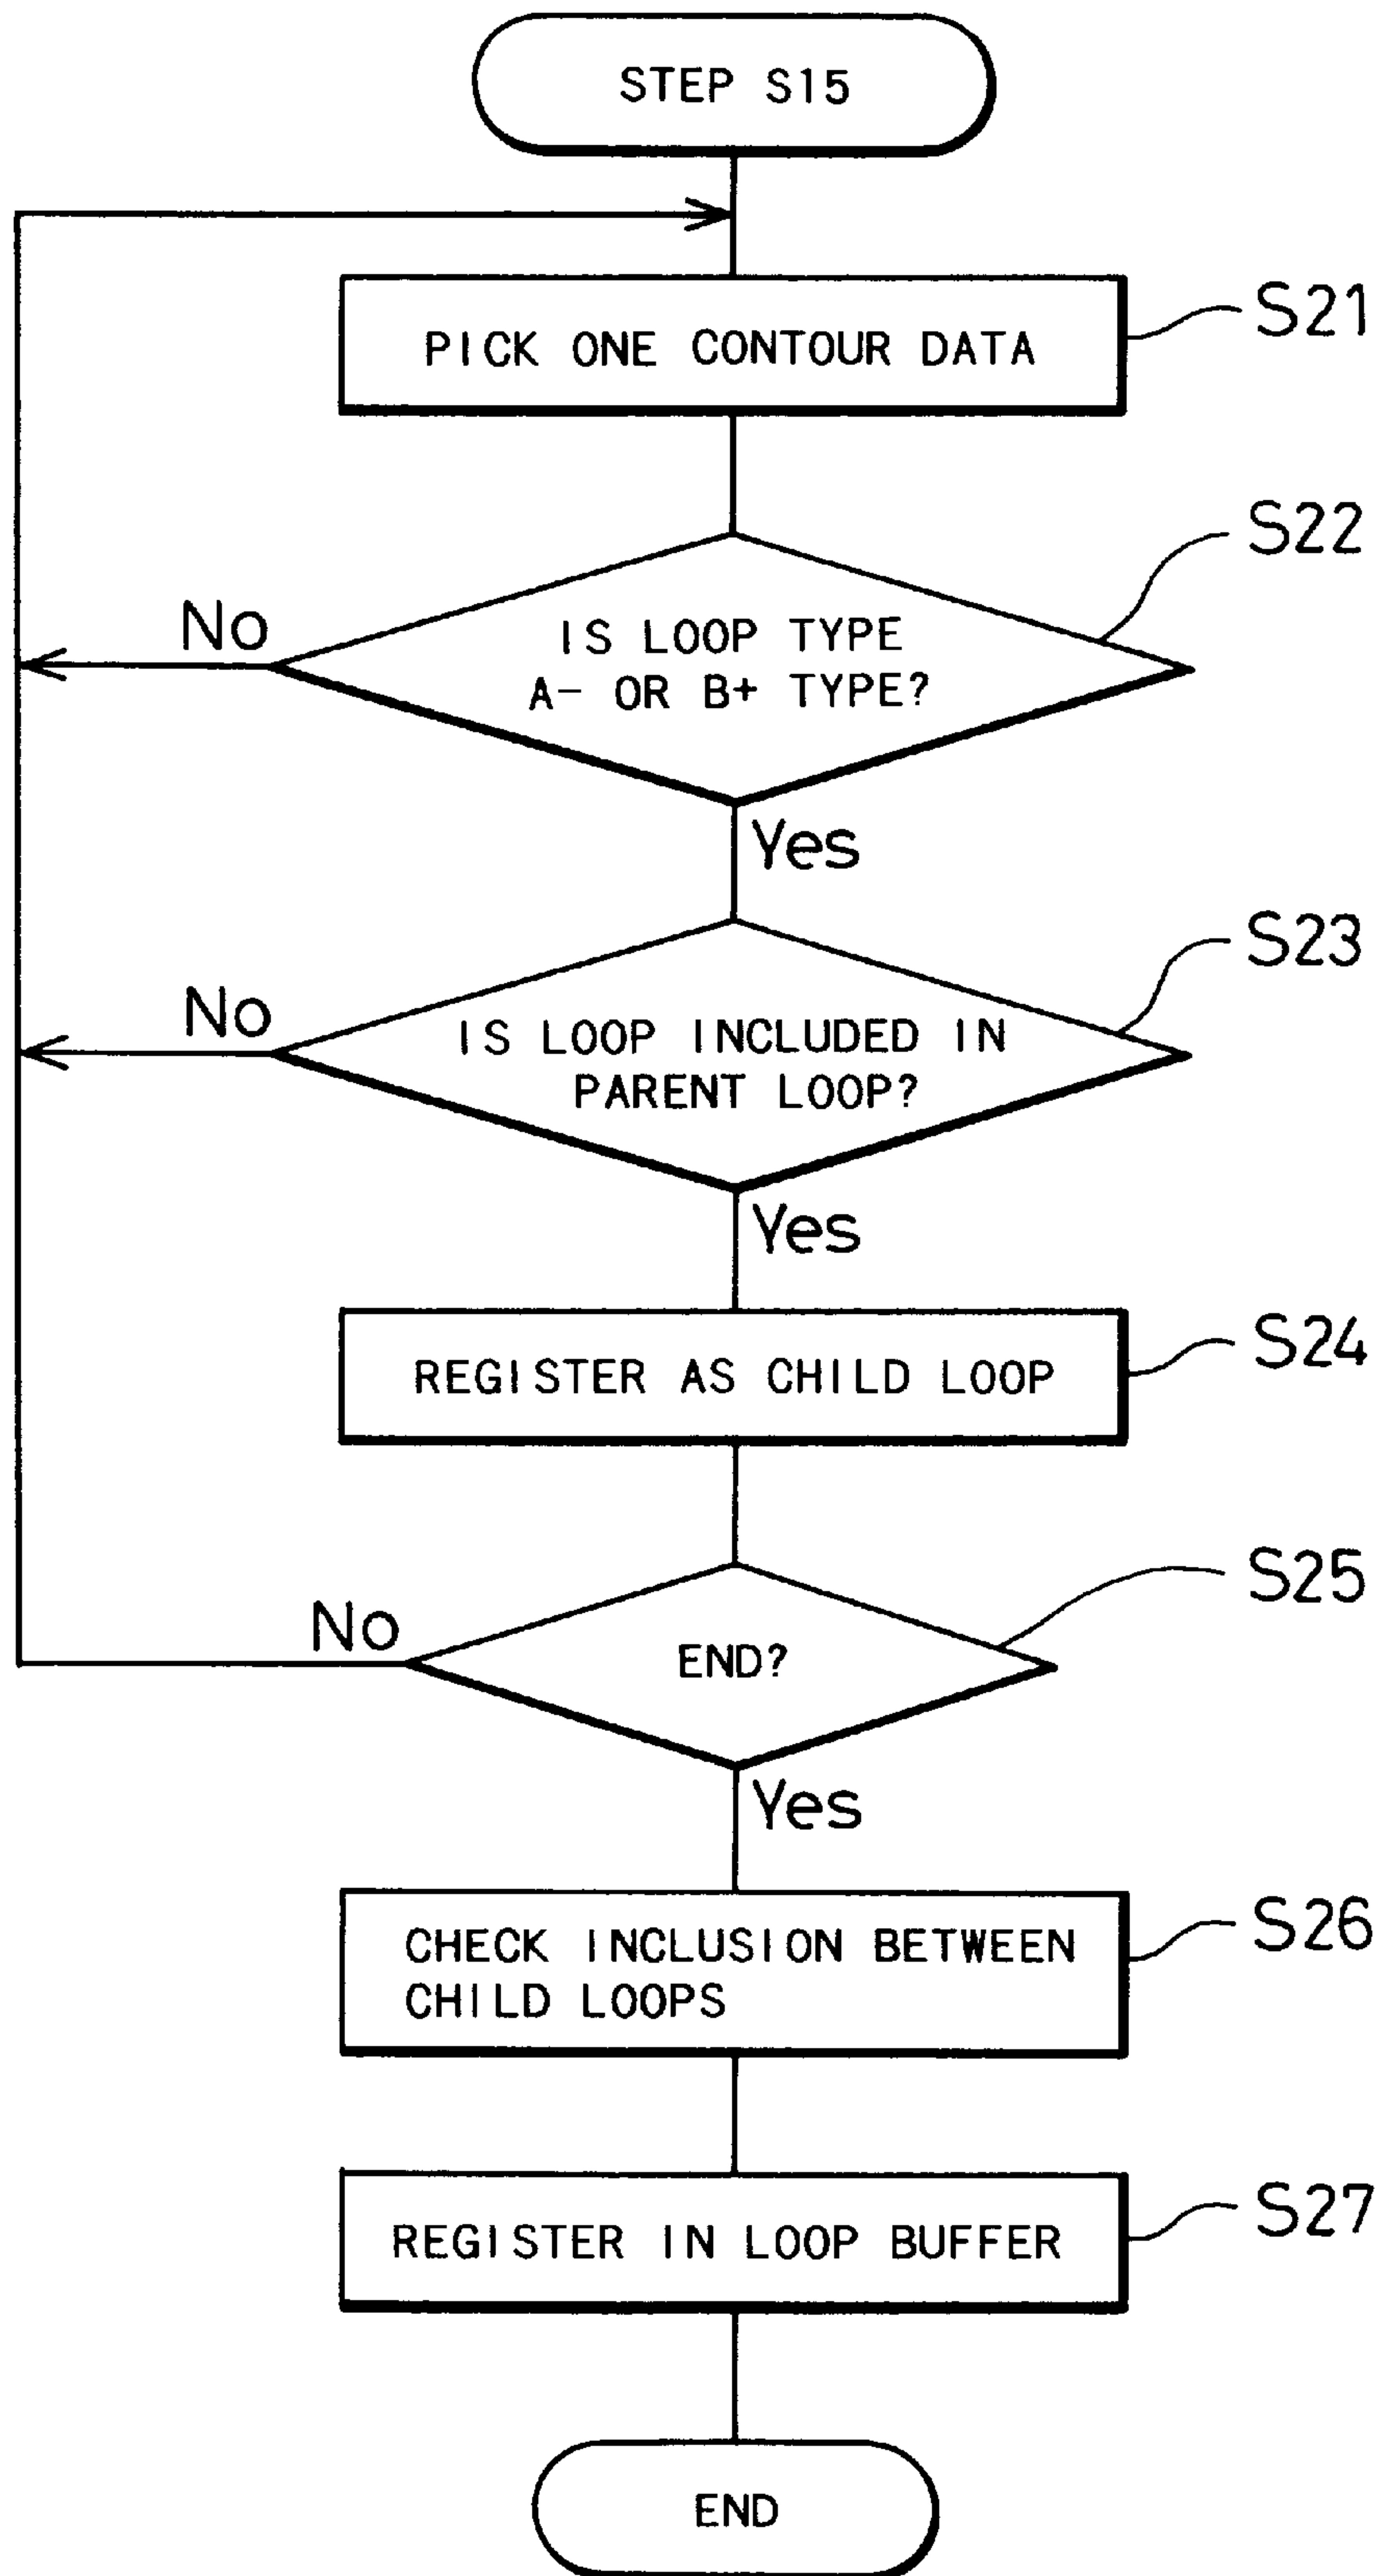 STEP S15
PICK ONE CONTOUR DATA
S21
S22
No
IS LOOP TYPE
A- OR B+ TYPE?
Yes
S23
No
IS LOOP INCLUDED IN
PARENT LOOP?
Yes
REGISTER AS CHILD LOOP
S24
S25
No
END?
Yes
CHECK INCLUSION BETWEEN
CHILD LOOPS
S26
REGISTER IN LOOP BUFFER
S27
END